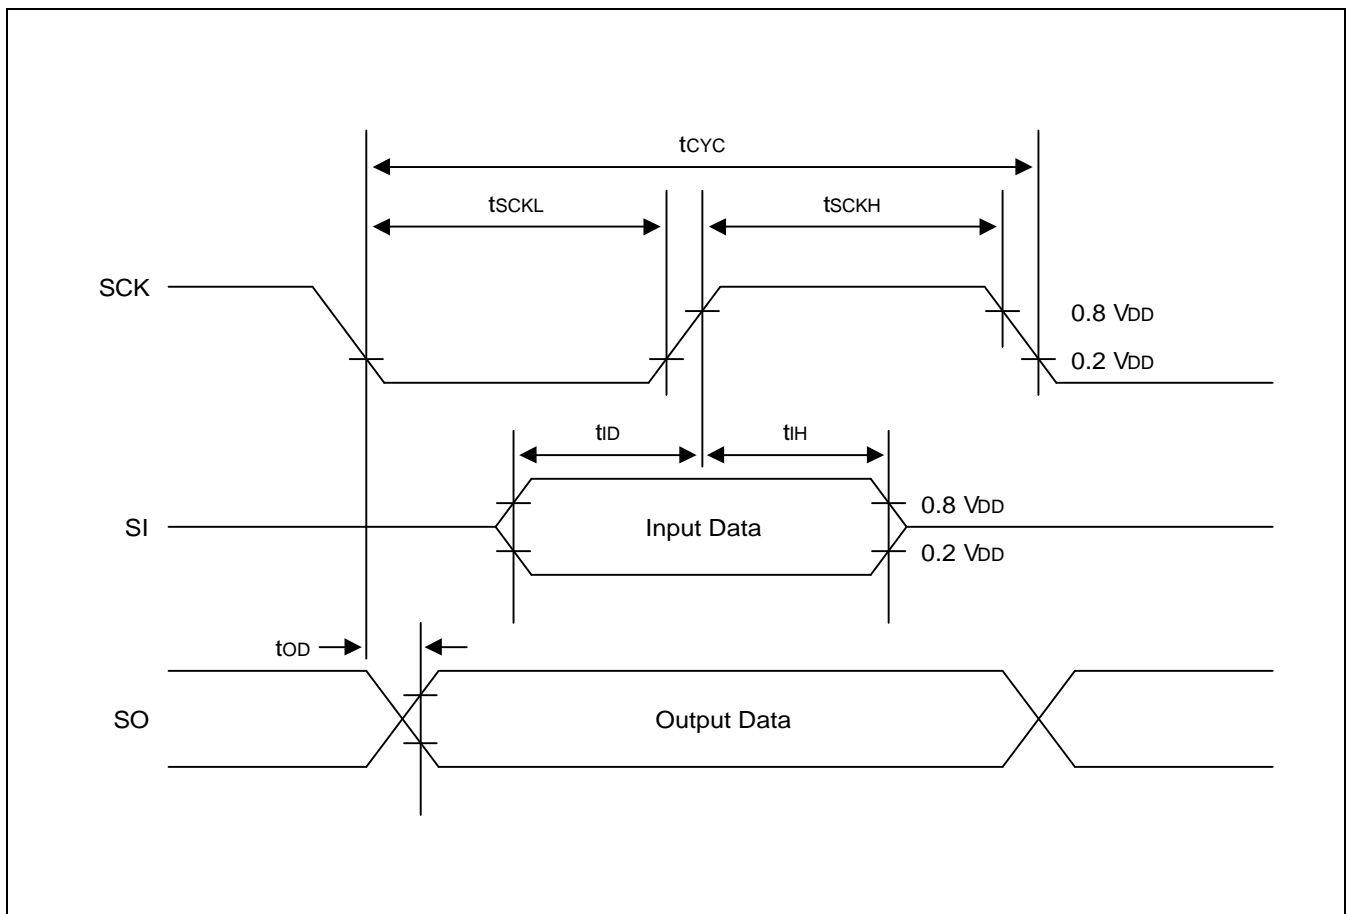 tCYC
tSCKL
tSCKH
SCK
0.8 VDD
0.2 VDD
tID
tIH
0.8 VDD
SI
Input Data
0.2 VDD
tOD
SO
Output Data